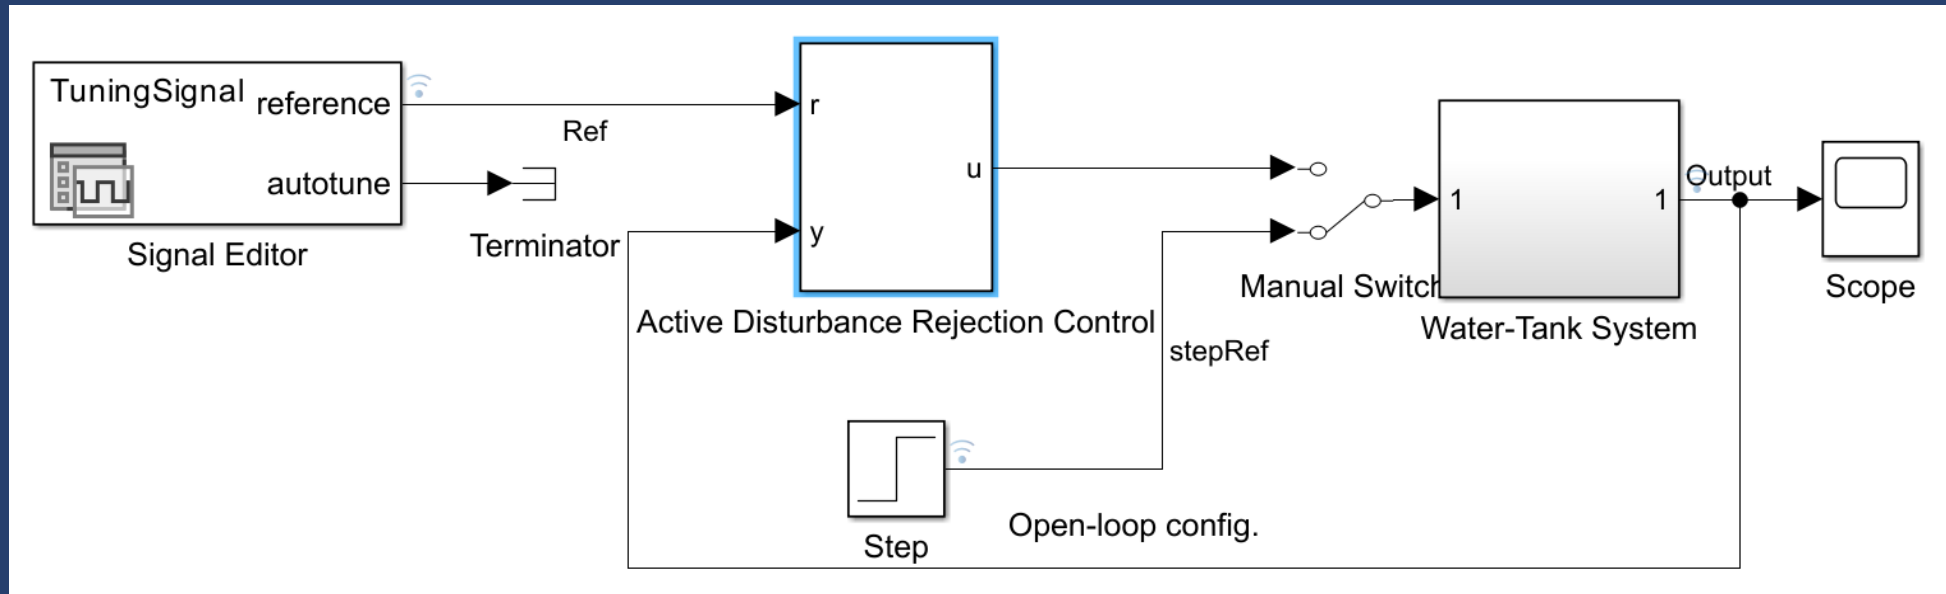 TuningSignal
reference
autotune
Signal Editor
Ref
Terminator
r
y
u
Active Disturbance Rejection Control
stepRef
Step
Open-loop config.
Manual Switch
1
1
Water-Tank System
Output
Scope